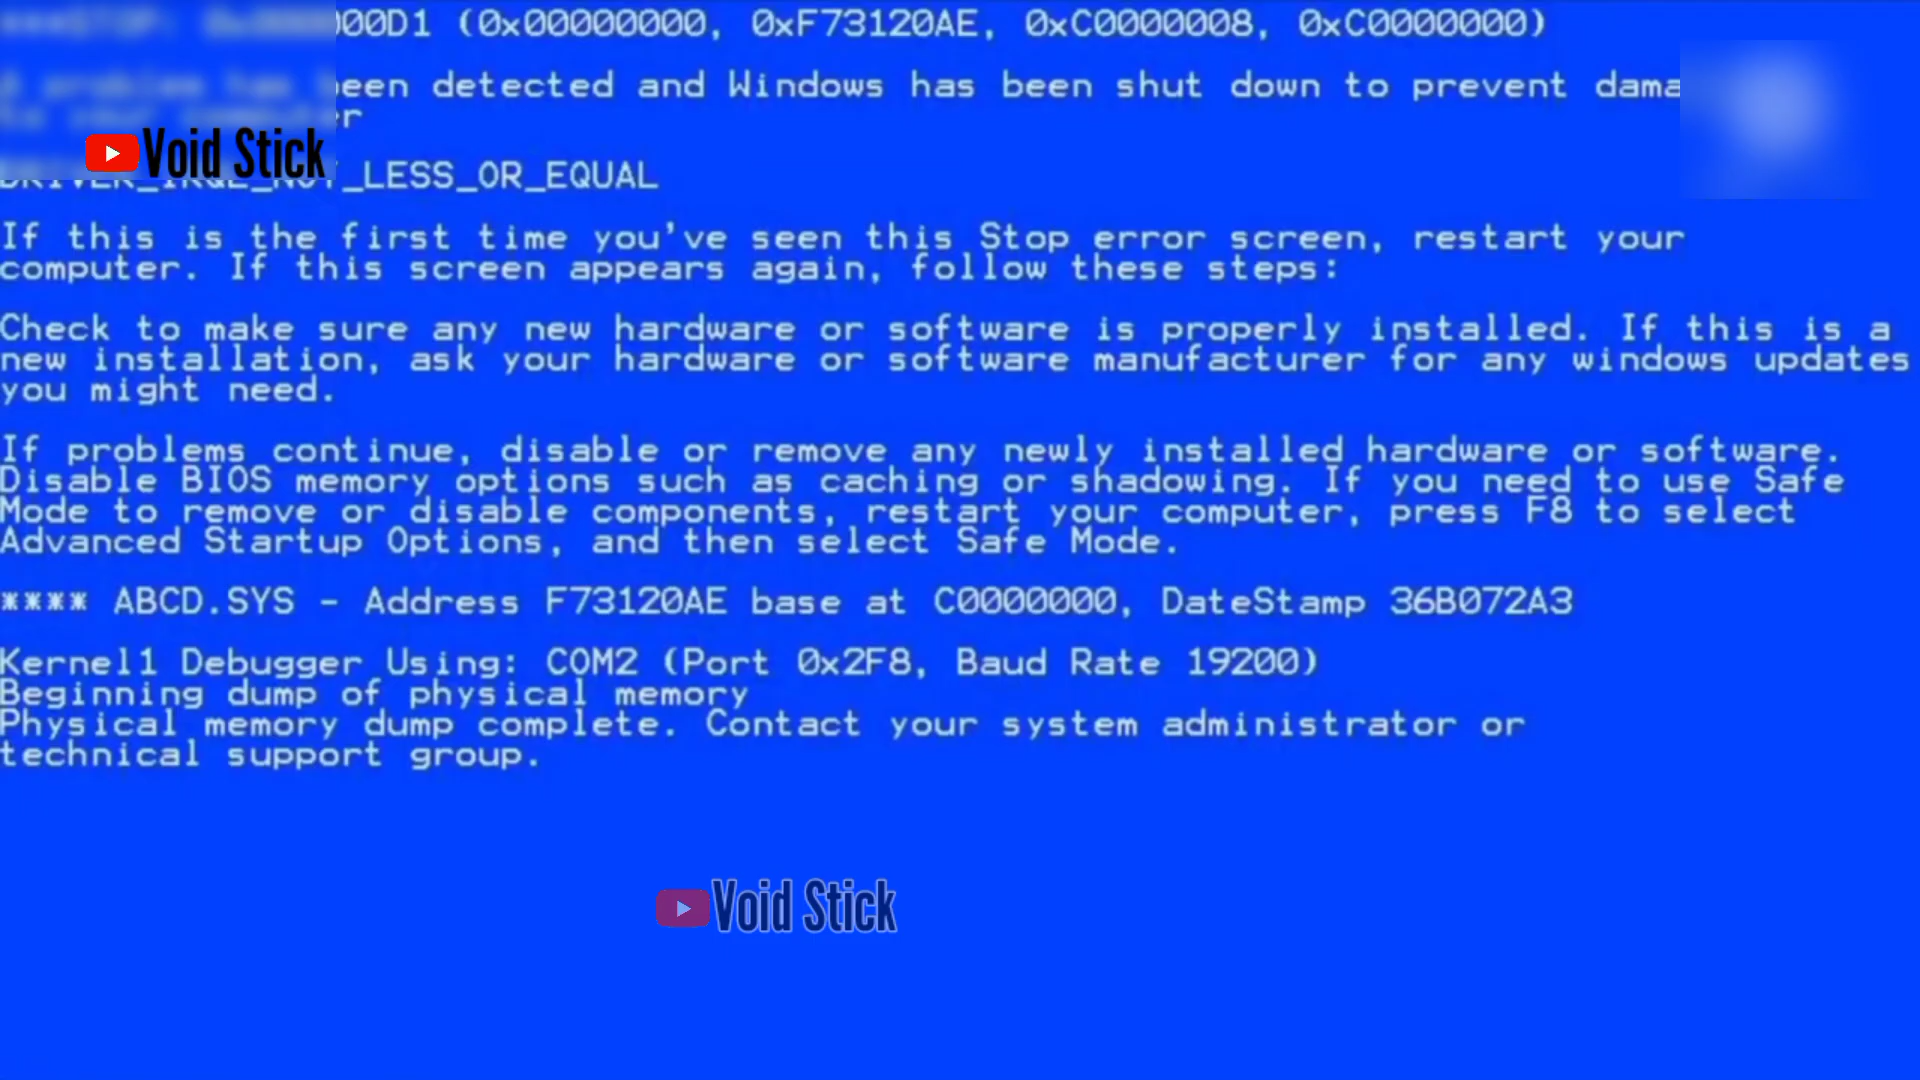 000D1 (0x00000000, 0xF73120AE, 0xC0000008, 0xC0000000)
been detected and Windows has been shut down to prevent dama
Void Stick
DRIVER_IRQL_NOT_LESS_OR_EQUAL
If this is the first time you've seen this Stop error screen, restart your
computer. If this screen appears again, follow these steps:
Check to make sure any new hardware or software is properly installed. If this is a
new installation, ask your hardware or software manufacturer for any windows updates
you might need.
If problems continue, disable or remove any newly installed hardware or software.
Disable BIOS memory options such as caching or shadowing. If you need to use Safe
Mode to remove or disable components, restart your computer, press F8 to select
Advanced Startup Options, and then select Safe Mode.
**** ABCD.SYS - Address F73120AE base at C0000000, DateStamp 36B072A3
Kernel1 Debugger Using: COM2 (Port 0x2F8, Baud Rate 19200)
Beginning dump of physical memory
Physical memory dump complete. Contact your system administrator or
technical support group.
Void Stick